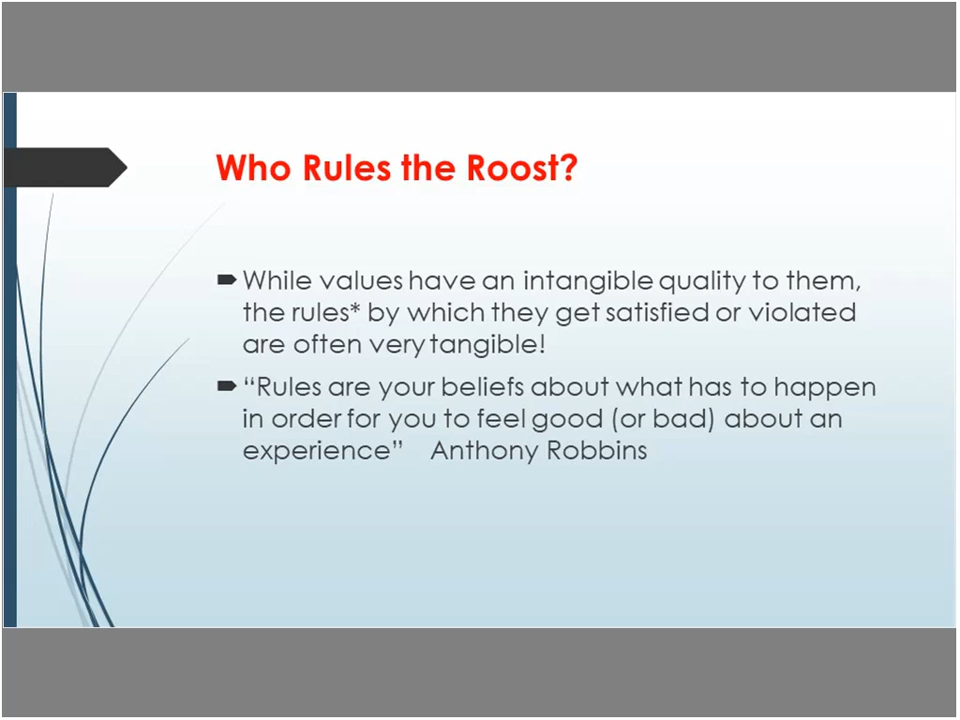 Who Rules the Roost?
While values have an intangible quality to them,
the rules* by which they get satisfied or violated
are often very tangible!
“Rules are your beliefs about what has to happen
in order for you to feel good (or bad) about an
experience” Anthony Robbins